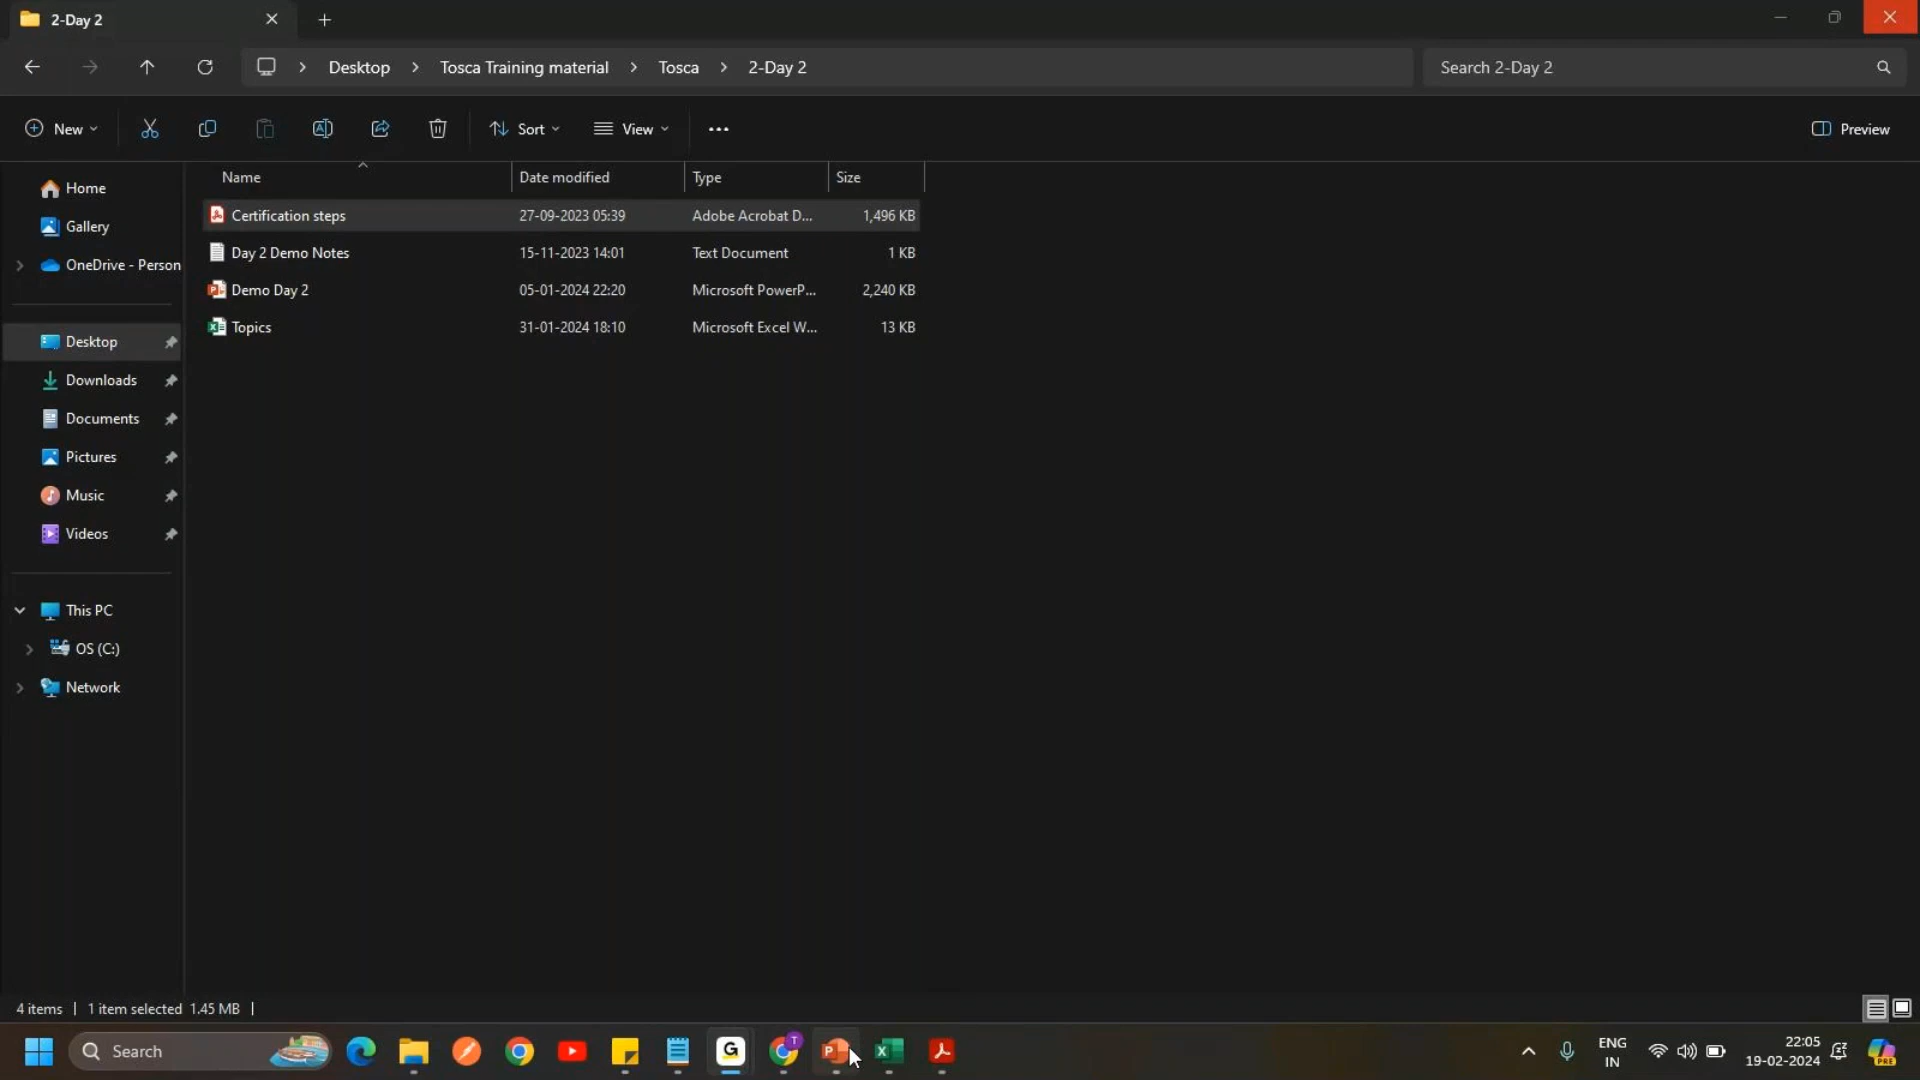 2-Day 2
Desktop > Tosca Training material > Tosca > 2-Day 2
Search 2-Day 2
New
Sort
View
Preview
Name Date modified Type Size
Certification steps 27-09-2023 05:39 Adobe Acrobat D... 1,496 KB
Day 2 Demo Notes 15-11-2023 14:01 Text Document 1 KB
Demo Day 2 05-01-2024 22:20 Microsoft PowerP... 2,240 KB
Topics 31-01-2024 18:10 Microsoft Excel W... 13 KB
Home
Gallery
OneDrive - Person
Desktop
Downloads
Documents
Pictures
Music
Videos
This PC
OS (C:)
Network
4 items | 1 item selected 1.45 MB |
Search
ENG
IN
22:05
19-02-2024